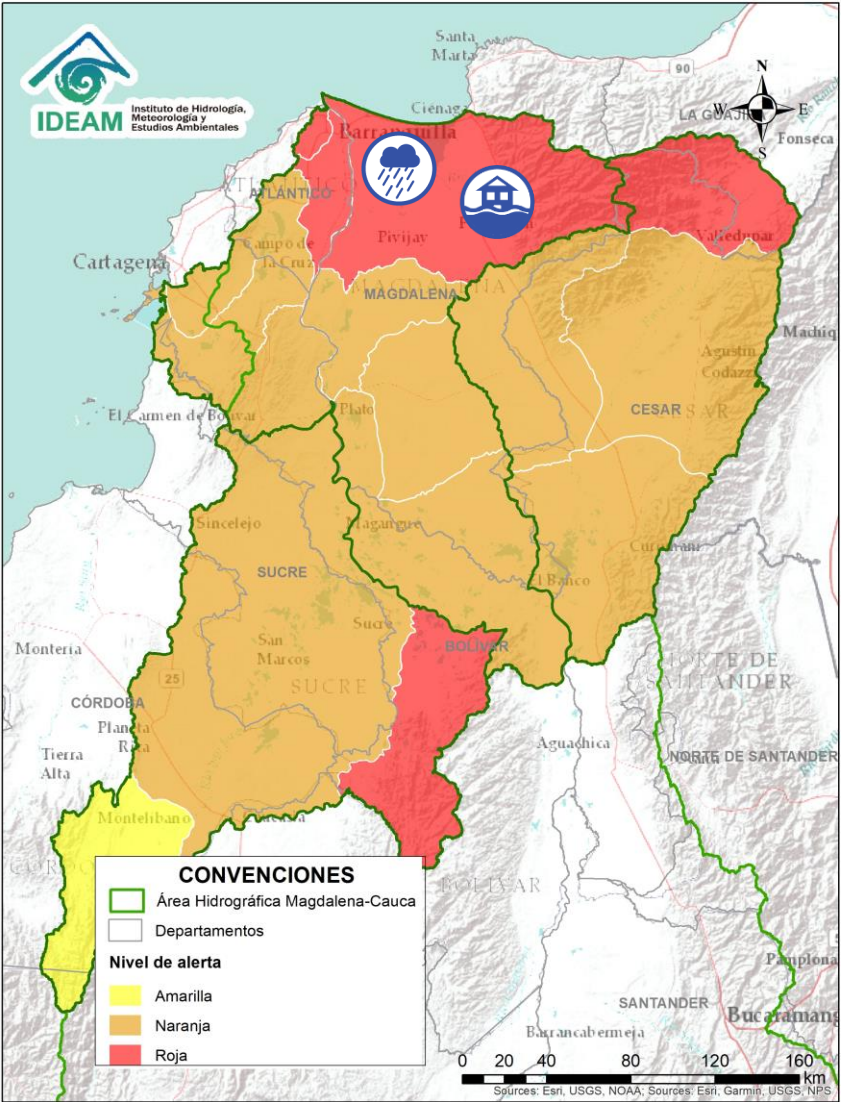 IDEAM
Instituto de Hidrología,
Meteorología y
Estudios Ambientales
Santa
Marta
90
N
W
E
S
LA GUAJIRA
Ciénaga
Fonseca
Barranquilla
ATLÁNTICO
Valledupar
Campo de
la Cruz
Pivijay
Cartagena
MAGDALENA
MAGDALENA
Machiq
Agustín
Codazzi
El Carmen de Bolívar
Plato
CESAR
CESAR
Sincelejo
Magangué
SUCRE
Curumaní
El Banco
Montería
San
Marcos
Sucre
BOLÍVAR
NORTE DE
SANTANDER
SUCRE
25
CÓRDOBA
Planeta
Rica
Tierra
Alta
Aguachica
NORTE DE SANTANDER
Montelíbano
BOLÍVAR
CONVENCIONES
Área Hidrográfica Magdalena-Cauca
Departamentos
Nivel de alerta
Amarilla
Naranja
Roja
Pamplona
SANTANDER
Bucaramang
Barrancabermeja
0 20 40 80 120 160
km
Sources: Esri, USGS, NOAA; Sources: Esri, Garmin, USGS, NPS